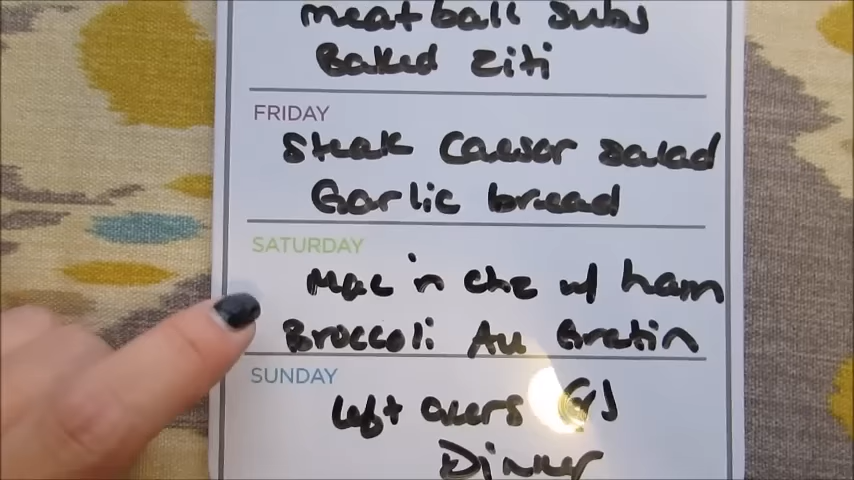 meatball subs
Baked ziti
FRIDAY
Steak Caesar salad
Garlic bread
SATURDAY
Mac 'n chz w/ ham
Broccoli Au Gratin
SUNDAY
Left overs
Dinner